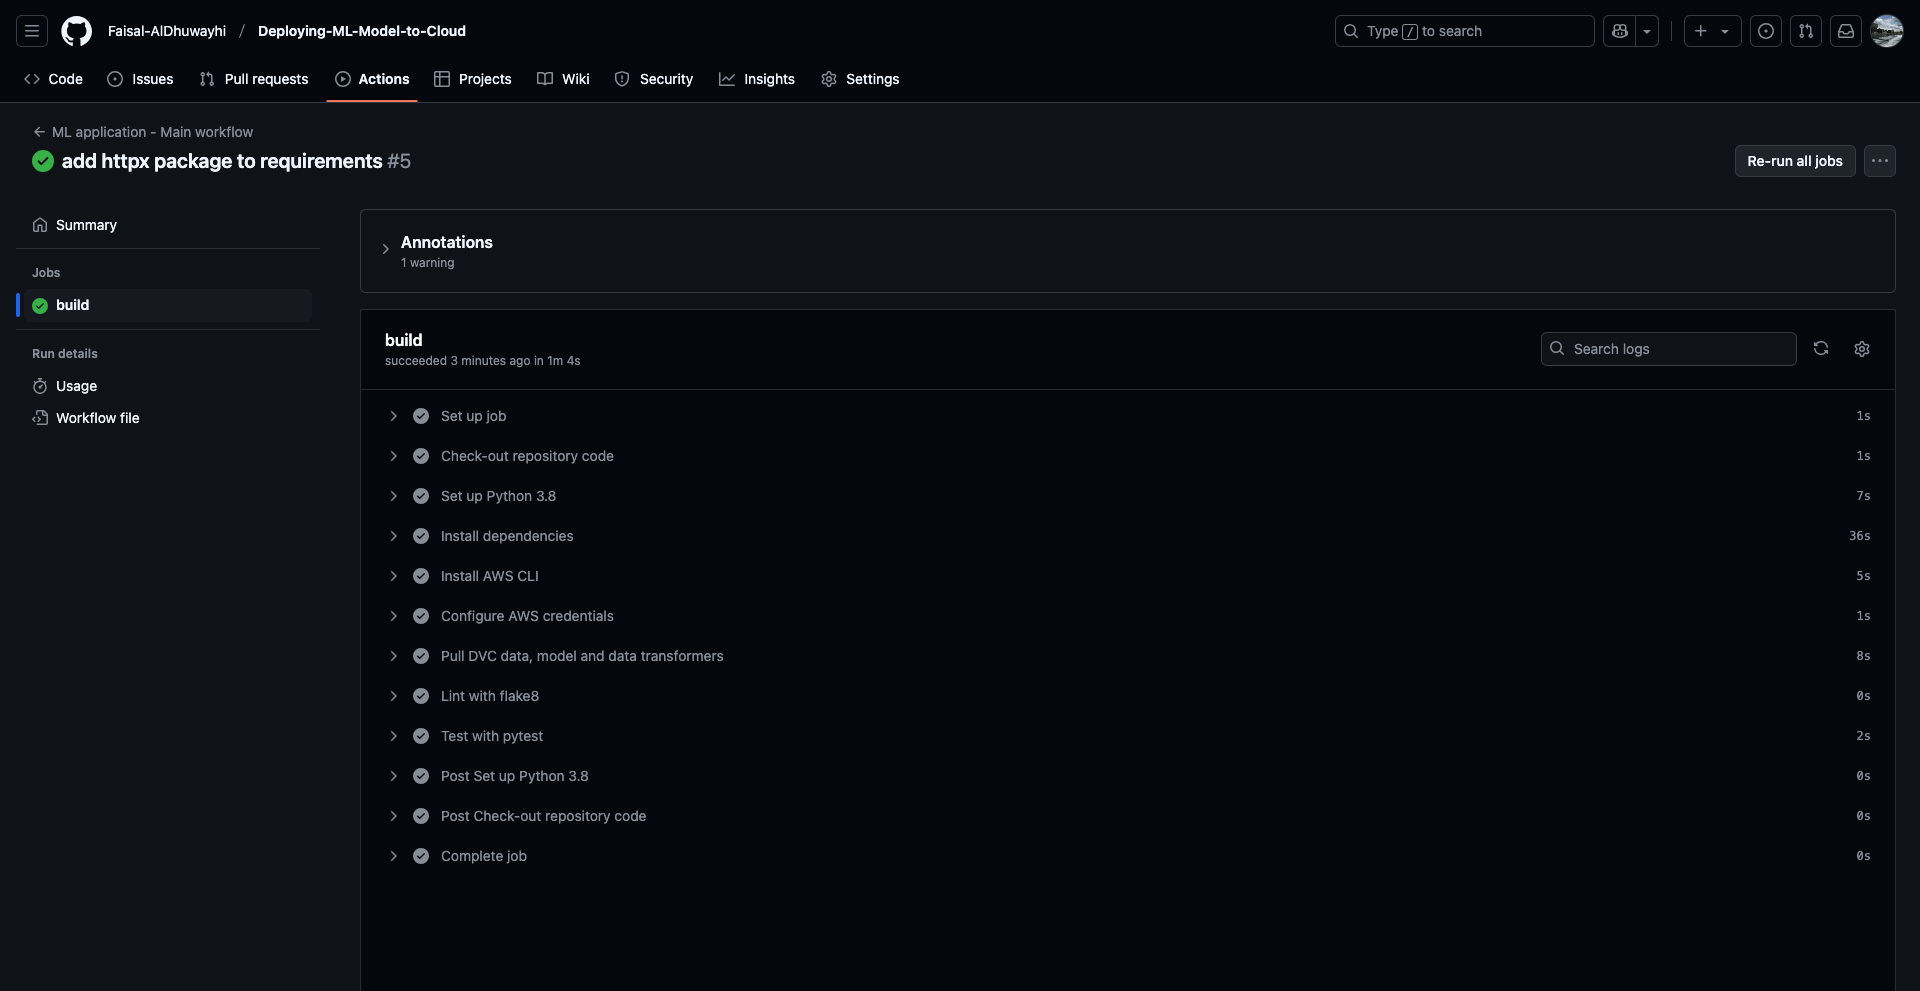 Faisal-AlDhuwayhi / Deploying-ML-Model-to-Cloud
Type / to search
Code
Issues
Pull requests
Actions
Projects
Wiki
Security
Insights
Settings
ML application - Main workflow
add httpx package to requirements #5
Re-run all jobs
Summary
Jobs
build
Run details
Usage
Workflow file
Annotations
1 warning
build
succeeded 3 minutes ago in 1m 4s
Search logs
Set up job 1s
Check-out repository code 1s
Set up Python 3.8 7s
Install dependencies 36s
Install AWS CLI 5s
Configure AWS credentials 1s
Pull DVC data, model and data transformers 8s
Lint with flake8 0s
Test with pytest 2s
Post Set up Python 3.8 0s
Post Check-out repository code 0s
Complete job 0s